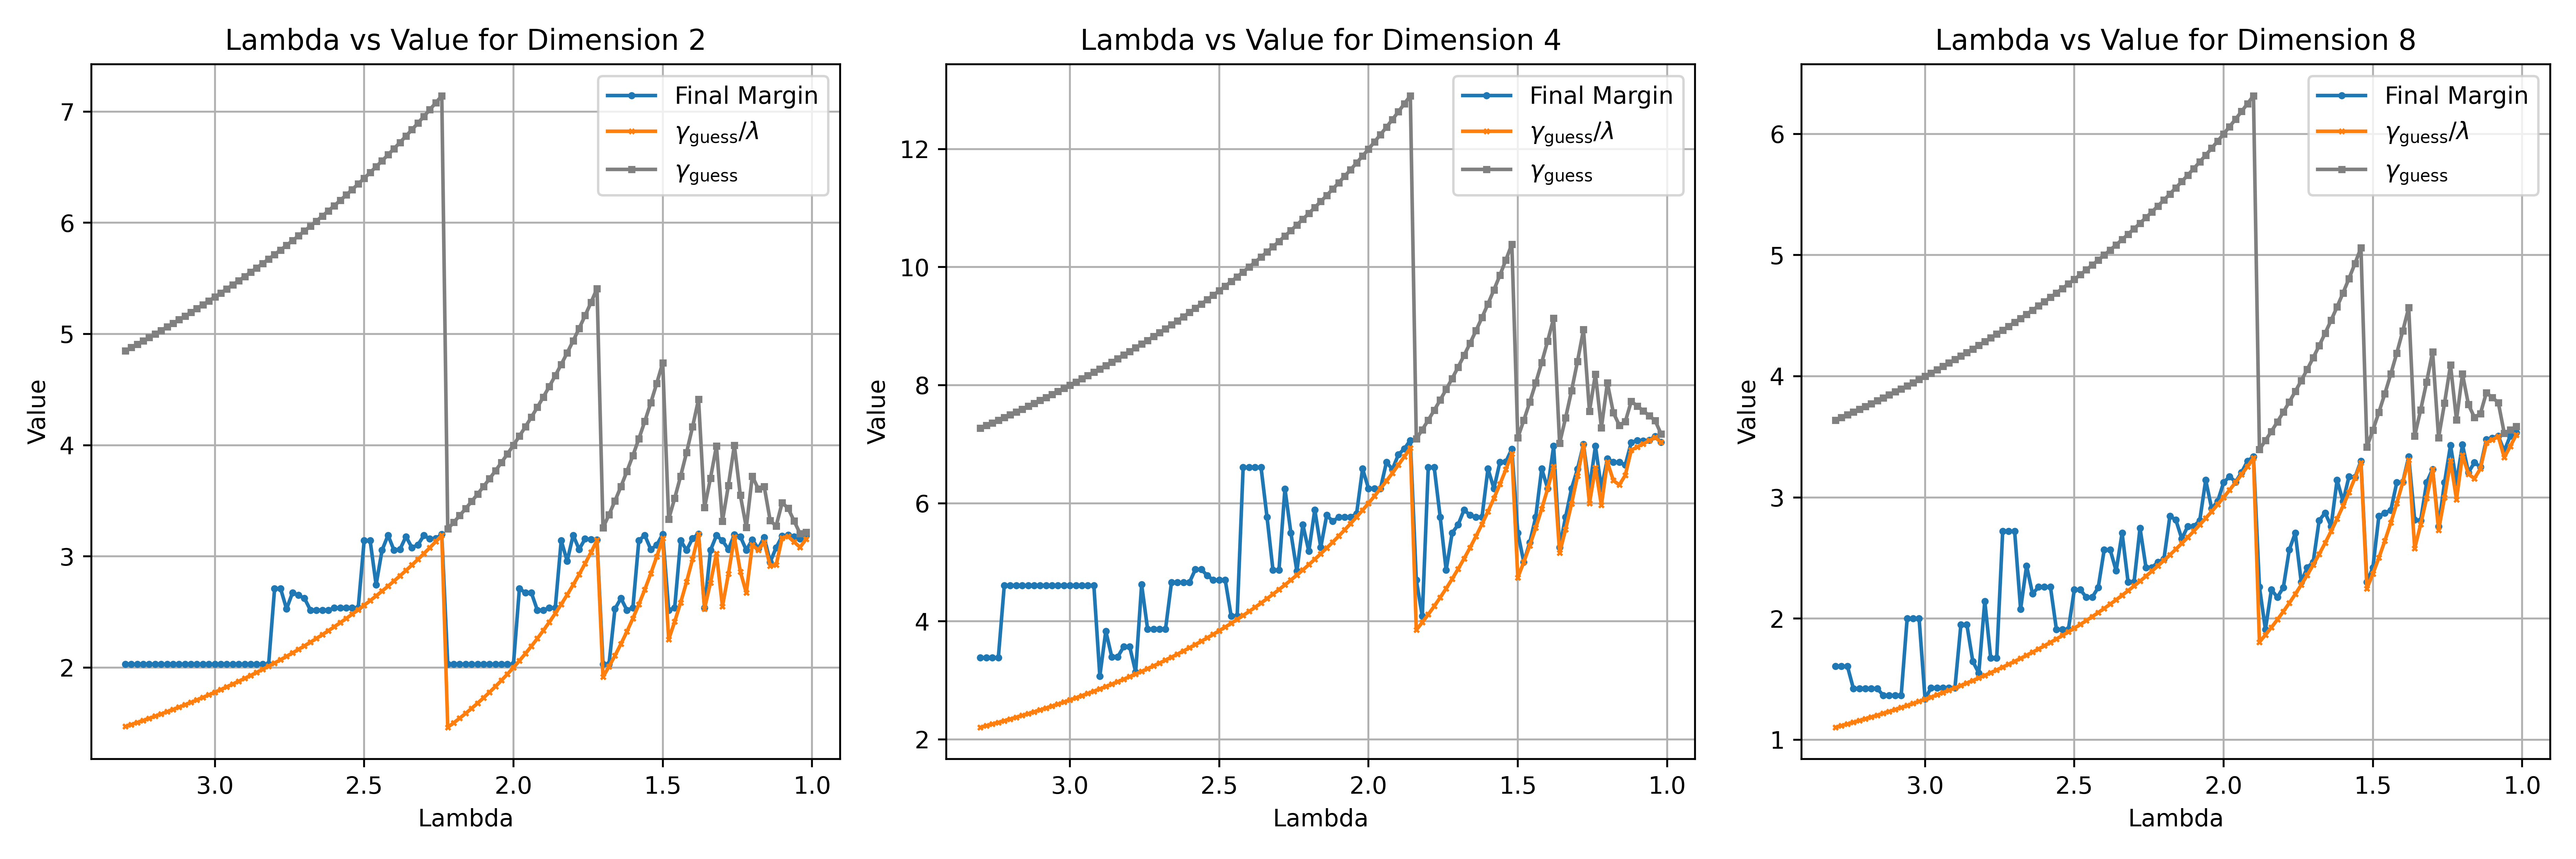 Lambda vs Value for Dimension 2
Value
7
6
5
4
3
2
3.0 2.5 2.0 1.5 1.0
Lambda
Final Margin
γguess/λ
γguess
Lambda vs Value for Dimension 4
Value
12
10
8
6
4
2
3.0 2.5 2.0 1.5 1.0
Lambda
Final Margin
γguess/λ
γguess
Lambda vs Value for Dimension 8
Value
6
5
4
3
2
1
3.0 2.5 2.0 1.5 1.0
Lambda
Final Margin
γguess/λ
γguess